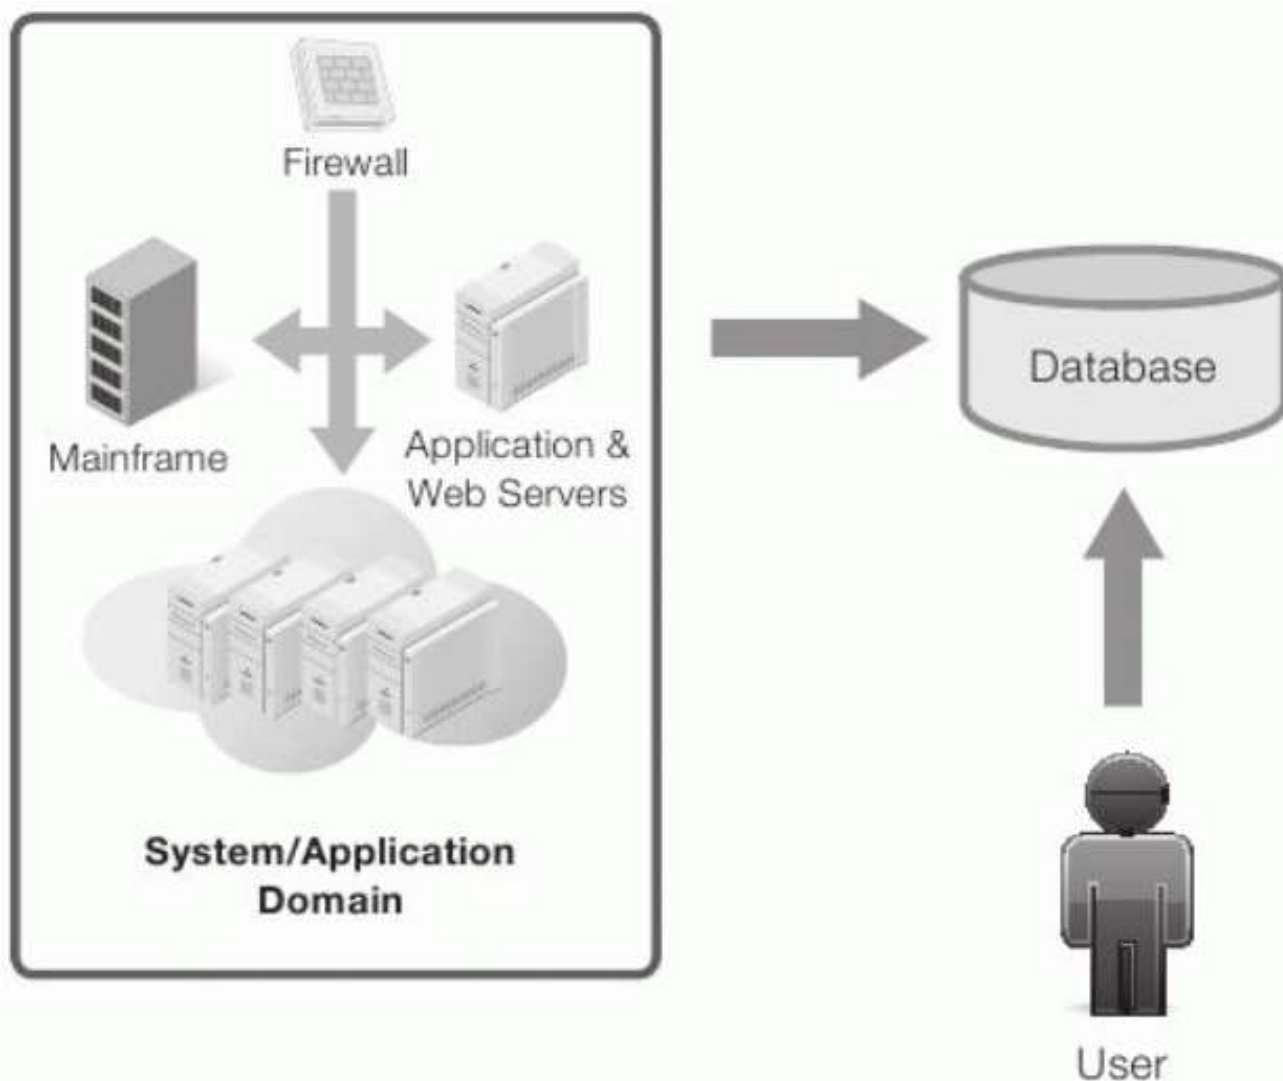 Firewall
Mainframe
Application &
Web Servers
Database
System/Application
Domain
User